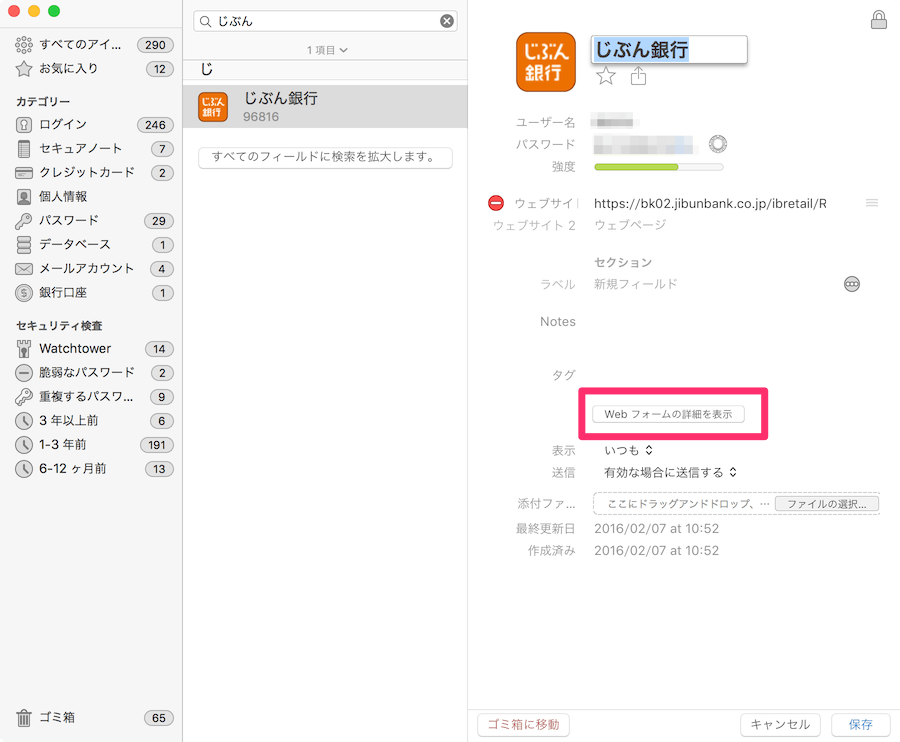 すべてのアイ... 290
お気に入り 12
カテゴリー
ログイン 246
セキュアノート 7
クレジットカード 2
個人情報
パスワード 29
データベース 1
メールアカウント 4
銀行口座 1
セキュリティ検査
Watchtower 14
脆弱なパスワード 2
重複するパスワ... 9
3 年以上前 6
1-3 年前 191
6-12 ヶ月前 13
ゴミ箱 65
じぶん
1 項目
じ
じぶん銀行
じぶん銀行
96816
すべてのフィールドに検索を拡大します。
じぶん銀行
じぶん銀行
ユーザー名
パスワード
強度
ウェブサイ https://bk02.jibunbank.co.jp/ibretail/R
ウェブサイト 2 ウェブページ
セクション
ラベル 新規フィールド
Notes
タグ
Web フォームの詳細を表示
表示 いつも
送信 有効な場合に送信する
添付ファ... ここにドラッグアンドドロップ、... ファイルの選択...
最終更新日 2016/02/07 at 10:52
作成済み 2016/02/07 at 10:52
ゴミ箱に移動 キャンセル 保存